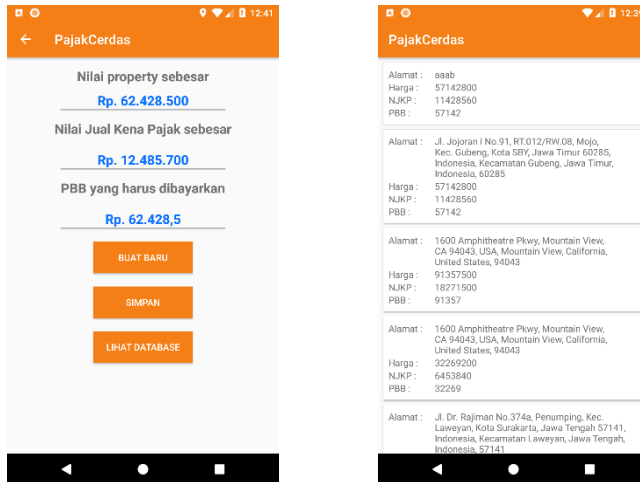 12:41
PajakCerdas
Nilai property sebesar
Rp. 62.428.500
Nilai Jual Kena Pajak sebesar
Rp. 12.485.700
PBB yang harus dibayarkan
Rp. 62.428,5
BUAT BARU
SIMPAN
LIHAT DATABASE
12:39
PajakCerdas
Alamat : aaab
Harga : 57142800
NJKP : 11428560
PBB : 57142
Alamat : Jl. Jojoran I No.91, RT.012/RW.08, Mojo,
Kec. Gubeng, Kota SBY, Jawa Timur 60285,
Indonesia, Kecamatan Gubeng, Jawa Timur,
Indonesia, 60285
Harga : 57142800
NJKP : 11428560
PBB : 57142
Alamat : 1600 Amphitheatre Pkwy, Mountain View,
CA 94043, USA, Mountain View, California,
United States, 94043
Harga : 91357500
NJKP : 18271500
PBB : 91357
Alamat : 1600 Amphitheatre Pkwy, Mountain View,
CA 94043, USA, Mountain View, California,
United States, 94043
Harga : 32269200
NJKP : 6453840
PBB : 32269
Alamat : Jl. Dr. Rajiman No.374a, Penumping, Kec.
Laweyan, Kota Surakarta, Jawa Tengah 57141,
Indonesia, Kecamatan Laweyan, Jawa Tengah,
Indonesia, 57141